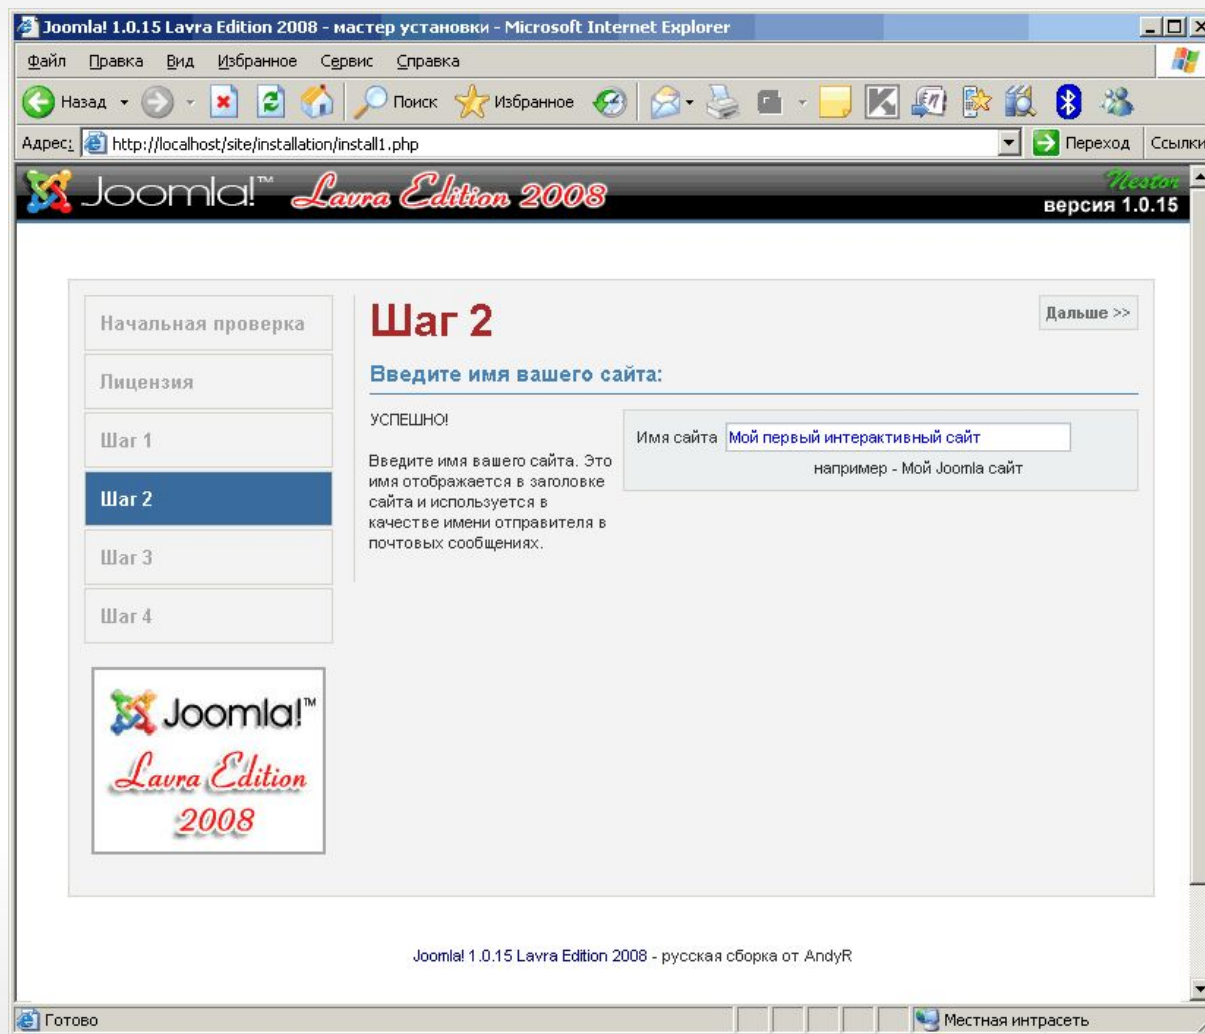 Joomla! 1.0.15 Lavra Edition 2008 - мастер установки - Microsoft Internet Explorer
Файл Правка Вид Избранное Сервис Справка
Назад Поиск Избранное
Адрес: http://localhost/site/installation/install1.php Переход Ссылки
Joomla!™ Lavra Edition 2008 Nestor
версия 1.0.15
Начальная проверка
Лицензия
Шаг 1
Шаг 2
Шаг 3
Шаг 4
Joomla!™
Lavra Edition
2008
Шаг 2
Дальше >>
Введите имя вашего сайта:
УСПЕШНО!
Введите имя вашего сайта. Это
имя отображается в заголовке
сайта и используется в
качестве имени отправителя в
почтовых сообщениях.
Имя сайта Мой первый интерактивный сайт
например - Мой Joomla сайт
Joomla! 1.0.15 Lavra Edition 2008 - русская сборка от AndyR
Готово Местная интрасеть